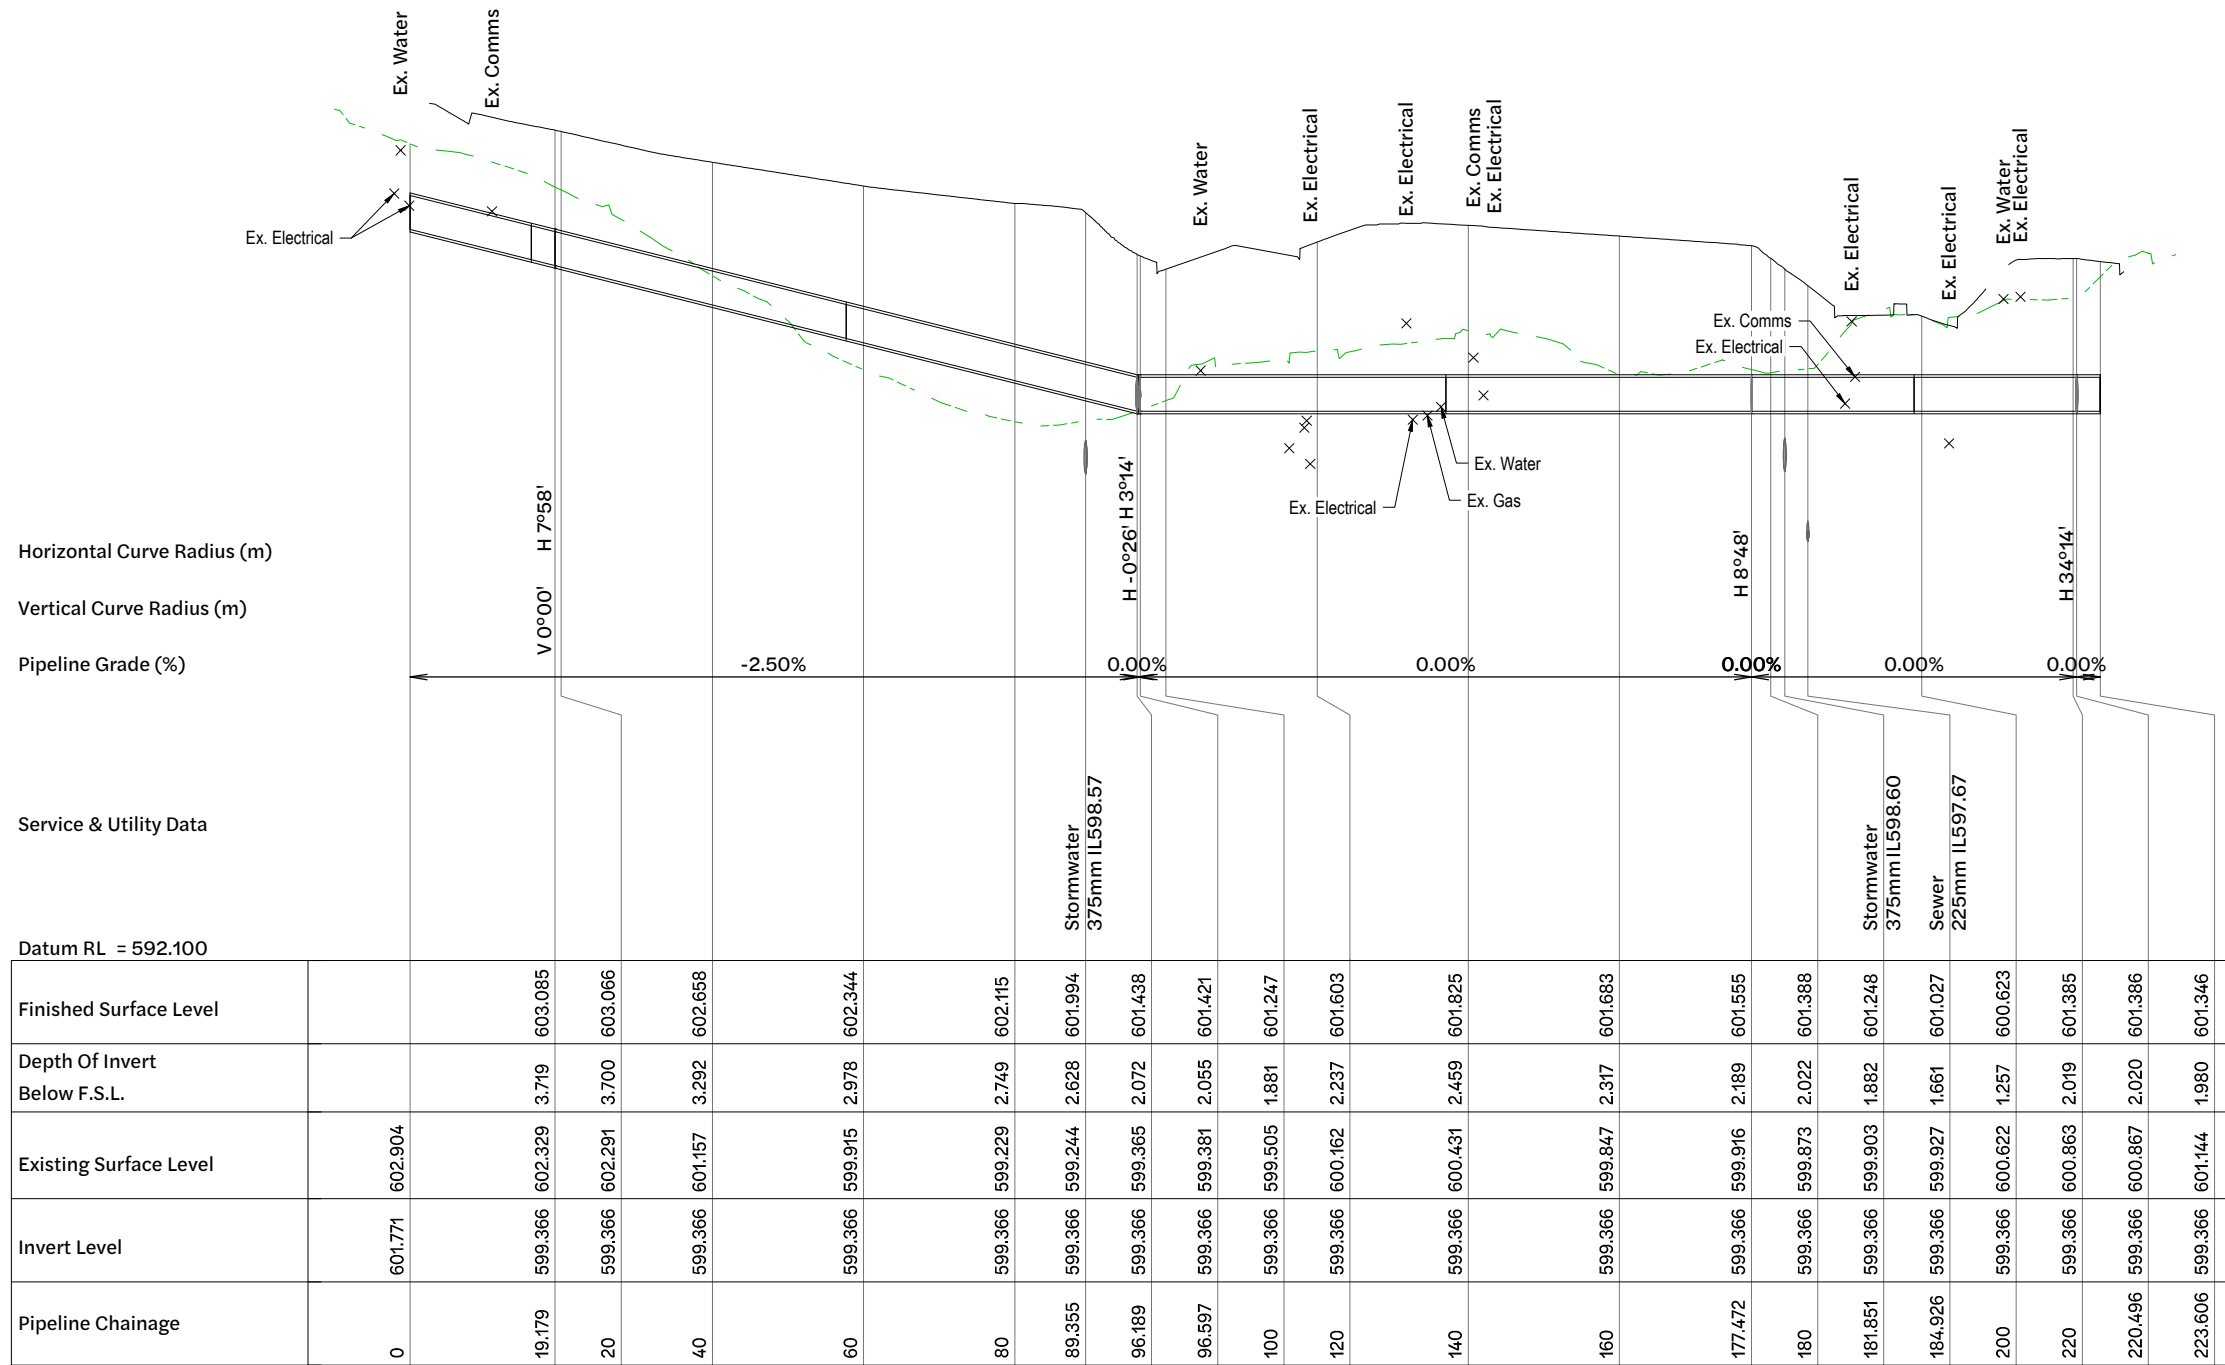 Ex. Water
Ex. Comms
Ex. Electrical
Ex. Water
Ex. Electrical
Ex. Electrical
Ex. Comms
Ex. Electrical
Ex. Electrical
Ex. Electrical
Ex. Water
Ex. Electrical
Ex. Comms
Ex. Electrical
Ex. Water
Ex. Gas
Ex. Electrical
Horizontal Curve Radius (m)
H 7°58'
H -0°26' H 3°14'
H 8°48'
H 34°14'
Vertical Curve Radius (m)
V 0°00'
Pipeline Grade (%)
-2.50% 0.00% 0.00% 0.00% 0.00% 0.00%
Service & Utility Data
Stormwater
375mm IL598.57
Stormwater
375mm IL598.60
Sewer
225mm IL597.67
Datum RL = 592.100
Finished Surface Level
603.085 603.066 602.658 602.344 602.115 601.994 601.438 601.421 601.247 601.603 601.825 601.683 601.555 601.388 601.248 601.027 600.623 601.385 601.386 601.346
Depth Of Invert
Below F.S.L.
3.719 3.700 3.292 2.978 2.749 2.628 2.072 2.055 1.881 2.237 2.459 2.317 2.189 2.022 1.882 1.661 1.257 2.019 2.020 1.980
Existing Surface Level
602.904 602.329 602.291 601.157 599.915 599.229 599.244 599.365 599.381 599.505 600.162 600.431 599.847 599.916 599.873 599.903 599.927 600.622 600.863 600.867 601.144
Invert Level
601.771 599.366 599.366 599.366 599.366 599.366 599.366 599.366 599.366 599.366 599.366 599.366 599.366 599.366 599.366 599.366 599.366 599.366 599.366 599.366 599.366
Pipeline Chainage
0 19.179 20 40 60 80 89.355 96.189 96.597 100 120 140 160 177.472 180 181.851 184.926 200 220 220.496 223.606